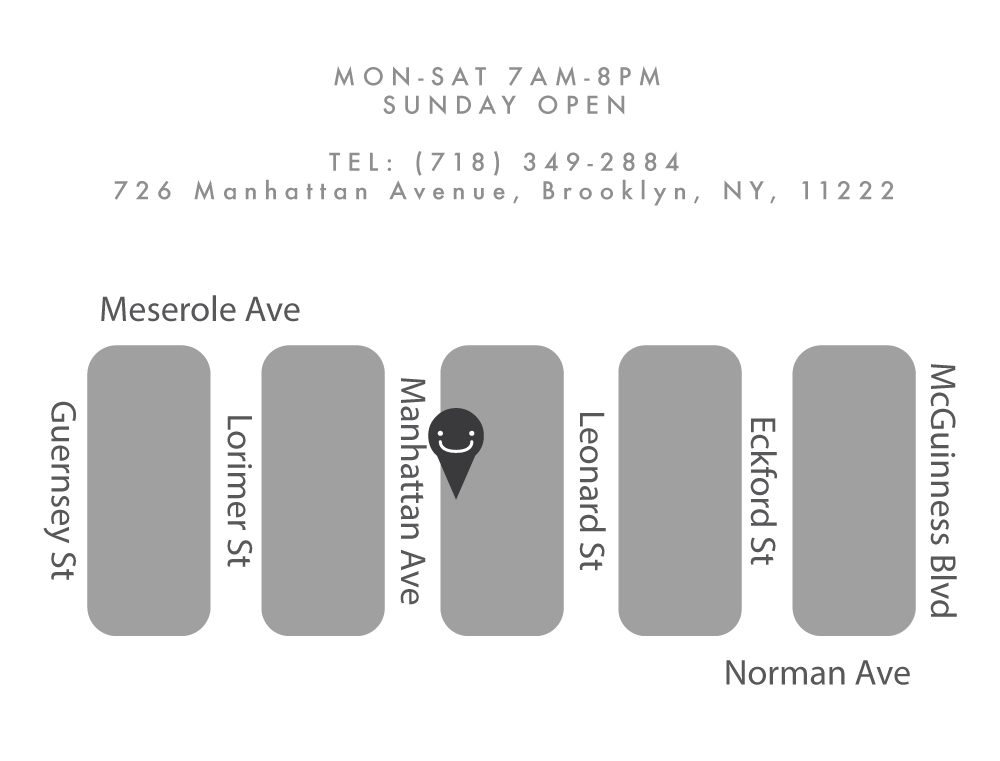 MON-SAT 7AM-8PM
SUNDAY OPEN
TEL: (718) 349-2884
726 Manhattan Avenue, Brooklyn, NY, 11222
Meserole Ave
Guernsey St
Lorimer St
Manhattan Ave
Leonard St
Eckford St
McGuinness Blvd
Norman Ave